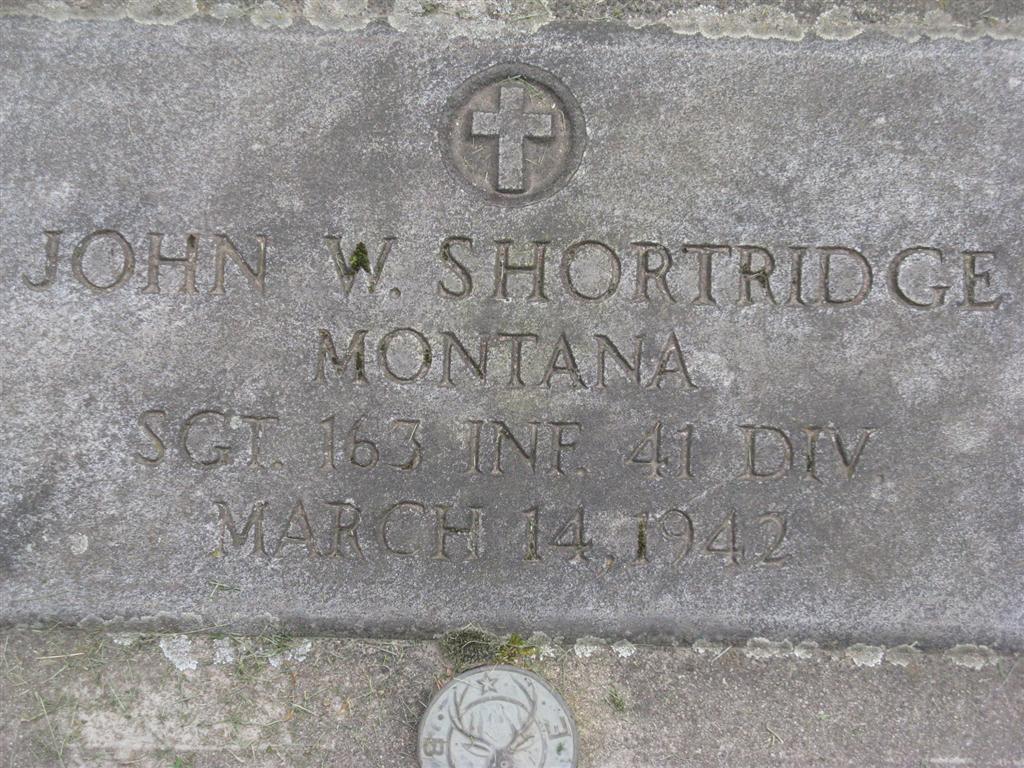 JOHN W. SHORTRIDGE
MONTANA
SGT. 163 INF. 41 DIV.
MARCH 14, 1942
B E